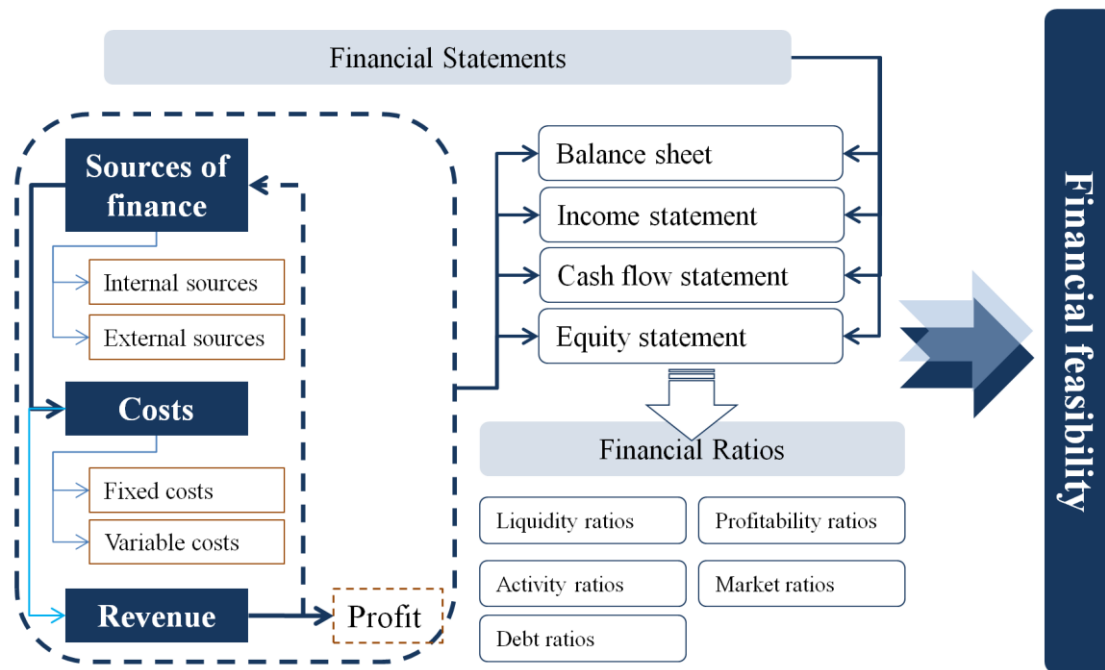 Financial Statements
Sources of
finance
Internal sources
External sources
Costs
Fixed costs
Variable costs
Revenue
Profit
Balance sheet
Income statement
Cash flow statement
Equity statement
Financial Ratios
Liquidity ratios
Profitability ratios
Activity ratios
Market ratios
Debt ratios
Financial feasibility